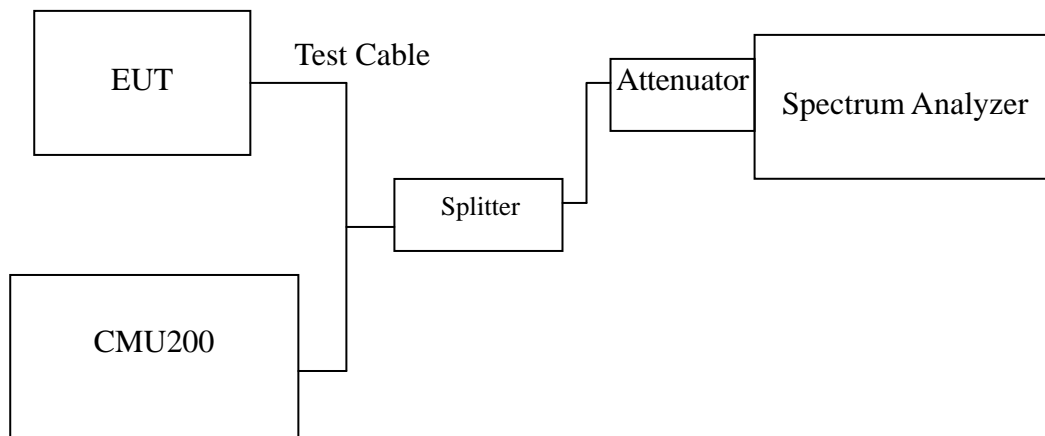 EUT
Test Cable
Attenuator
Spectrum Analyzer
Splitter
CMU200